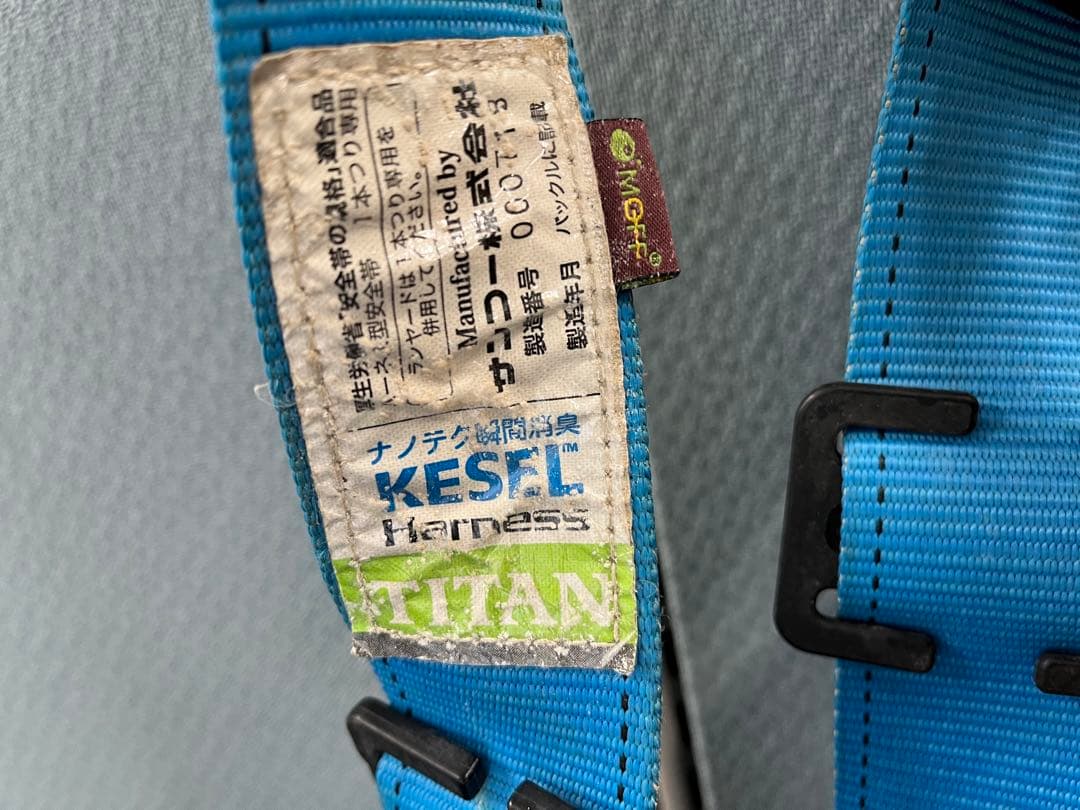 厚生労働省「安全帯の規格」適合品
ハーネス型安全帯 1本つり専用
ランヤードは1本つり専用を
併用してください。
Manufactured by
サンコー株式会社
製造番号 000713
製造年月 バックルに記載
ナノテク瞬間消臭
KESEL™
Harness
TITAN
MOFF®